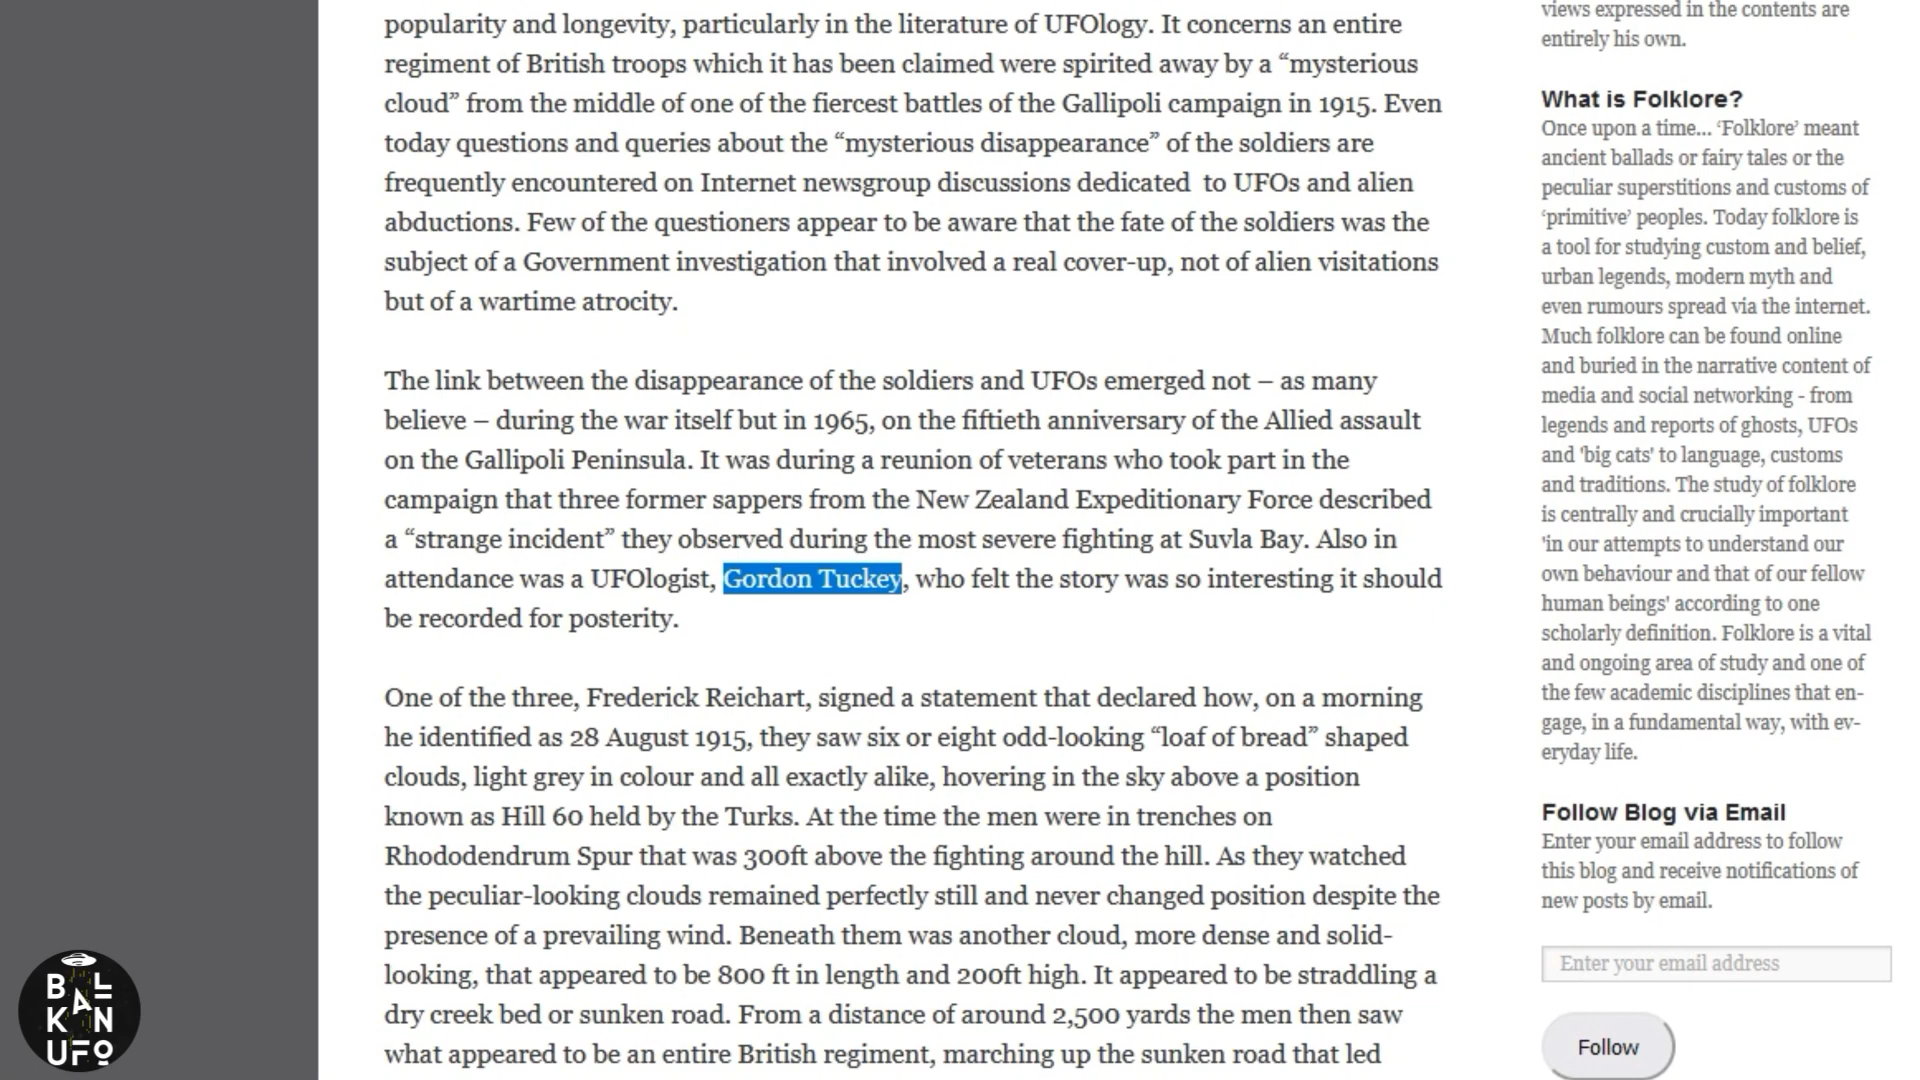 popularity and longevity, particularly in the literature of UFOlogy. It concerns an entire
regiment of British troops which it has been claimed were spirited away by a “mysterious
cloud” from the middle of one of the fiercest battles of the Gallipoli campaign in 1915. Even
today questions and queries about the “mysterious disappearance” of the soldiers are
frequently encountered on Internet newsgroup discussions dedicated  to UFOs and alien
abductions. Few of the questioners appear to be aware that the fate of the soldiers was the
subject of a Government investigation that involved a real cover-up, not of alien visitations
but of a wartime atrocity.
The link between the disappearance of the soldiers and UFOs emerged not – as many
believe – during the war itself but in 1965, on the fiftieth anniversary of the Allied assault
on the Gallipoli Peninsula. It was during a reunion of veterans who took part in the
campaign that three former sappers from the New Zealand Expeditionary Force described
a “strange incident” they observed during the most severe fighting at Suvla Bay. Also in
attendance was a UFOlogist, Gordon Tuckey, who felt the story was so interesting it should
be recorded for posterity.
One of the three, Frederick Reichart, signed a statement that declared how, on a morning
he identified as 28 August 1915, they saw six or eight odd-looking “loaf of bread” shaped
clouds, light grey in colour and all exactly alike, hovering in the sky above a position
known as Hill 60 held by the Turks. At the time the men were in trenches on
Rhododendrum Spur that was 300ft above the fighting around the hill. As they watched
the peculiar-looking clouds remained perfectly still and never changed position despite the
presence of a prevailing wind. Beneath them was another cloud, more dense and solid-
looking, that appeared to be 800 ft in length and 200ft high. It appeared to be straddling a
dry creek bed or sunken road. From a distance of around 2,500 yards the men then saw
what appeared to be an entire British regiment, marching up the sunken road that led
views expressed in the contents are
entirely his own.
What is Folklore?
Once upon a time... ‘Folklore’ meant
ancient ballads or fairy tales or the
peculiar superstitions and customs of
‘primitive’ peoples. Today folklore is
a tool for studying custom and belief,
urban legends, modern myth and
even rumours spread via the internet.
Much folklore can be found online
and buried in the narrative content of
media and social networking - from
legends and reports of ghosts, UFOs
and 'big cats' to language, customs
and traditions. The study of folklore
is centrally and crucially important
'in our attempts to understand our
own behaviour and that of our fellow
human beings' according to one
scholarly definition. Folklore is a vital
and ongoing area of study and one of
the few academic disciplines that en-
gage, in a fundamental way, with ev-
eryday life.
Follow Blog via Email
Enter your email address to follow
this blog and receive notifications of
new posts by email.
Enter your email address
Follow
BALKAN
UFO